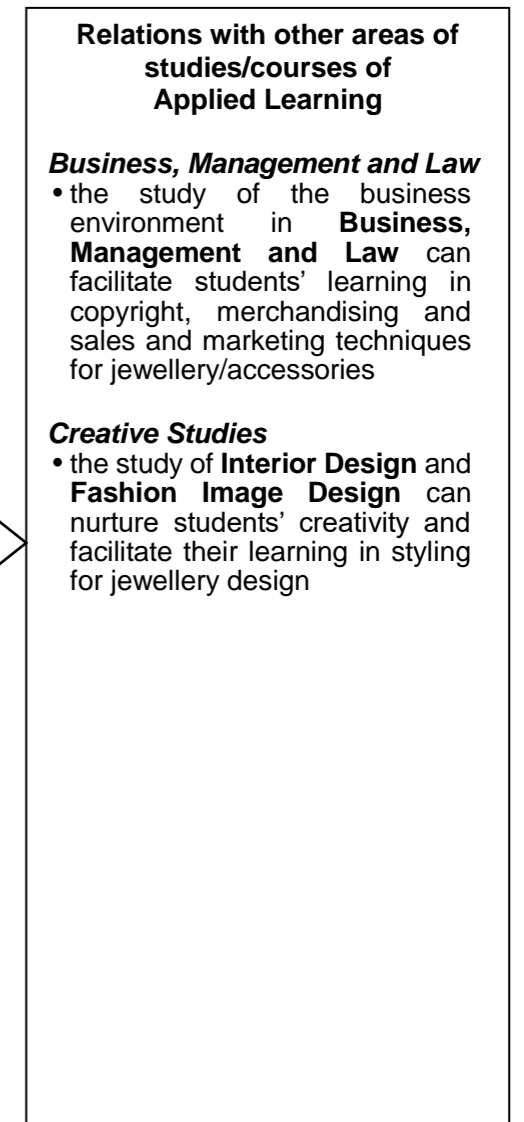 Relations with other areas of
studies/courses of
Applied Learning
Business, Management and Law
• the study of the business
environment in Business,
Management and Law can
facilitate students’ learning in
copyright, merchandising and
sales and marketing techniques
for jewellery/accessories
Creative Studies
• the study of Interior Design and
Fashion Image Design can
nurture students’ creativity and
facilitate their learning in styling
for jewellery design